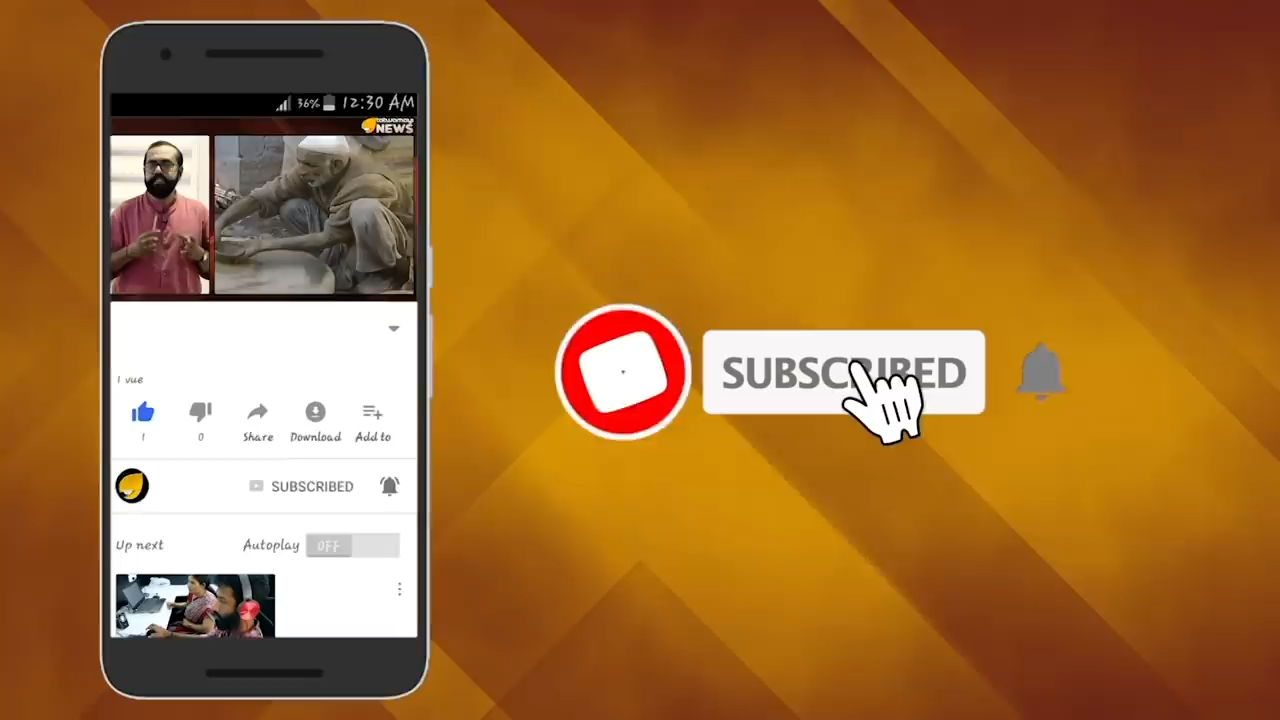 36% 12:30 AM
tatwamayi
NEWS
1 vue
1
0
Share
Download
Add to
SUBSCRIBED
Up next
Autoplay
OFF
SUBSCRIBED